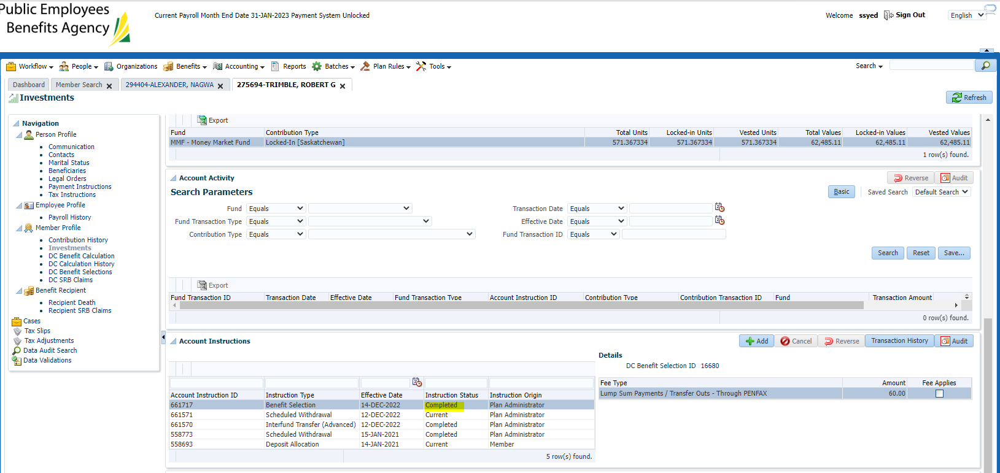 Public Employees
Benefits Agency
Current Payroll Month End Date 31-JAN-2023 Payment System Unlocked
Welcome ssyed Sign Out English
Workflow People Organizations Benefits Accounting Reports Batches Plan Rules Tools Search
Dashboard Member Search 294404-ALEXANDER, NAGWA 275694-TRIMBLE, ROBERT G
Investments Refresh
Navigation
Person Profile
Communication
Contacts
Marital Status
Beneficiaries
Legal Orders
Payment Instructions
Tax Instructions
Employee Profile
Payroll History
Member Profile
Contribution History
Investments
DC Benefit Calculation
DC Calculation History
DC Benefit Selections
DC SRB Claims
Benefit Recipient
Recipient Death
Recipient SRB Claims
Cases
Tax Slips
Tax Adjustments
Data Audit Search
Data Validations
Export
Fund Contribution Type Total Units Locked-in Units Vested Units Total Values Locked-in Values Vested Values
MMF - Money Market Fund Locked-In [Saskatchewan] 571.367334 571.367334 571.367334 62,485.11 62,485.11 62,485.11
1 row(s) found.
Account Activity Reverse Audit
Search Parameters Basic Saved Search Default Search
Fund Equals Transaction Date Equals
Fund Transaction Type Equals Effective Date Equals
Contribution Type Equals Fund Transaction ID Equals
Search Reset Save...
Export
Fund Transaction ID Transaction Date Effective Date Fund Transaction Type Account Instruction ID Contribution Type Contribution Transaction ID Fund Transaction Amount
0 row(s) found.
Account Instructions Add Cancel Reverse Transaction History Audit
Details
DC Benefit Selection ID 16680
Fee Type Amount Fee Applies
Lump Sum Payments / Transfer Outs - Through PENFAX 60.00
Account Instruction ID Instruction Type Effective Date Instruction Status Instruction Origin
661717 Benefit Selection 14-DEC-2022 Completed Plan Administrator
661571 Scheduled Withdrawal 12-DEC-2022 Current Plan Administrator
661570 Interfund Transfer (Advanced) 12-DEC-2022 Completed Plan Administrator
558773 Scheduled Withdrawal 15-JAN-2021 Completed Plan Administrator
558693 Deposit Allocation 14-JAN-2021 Current Member
5 row(s) found.